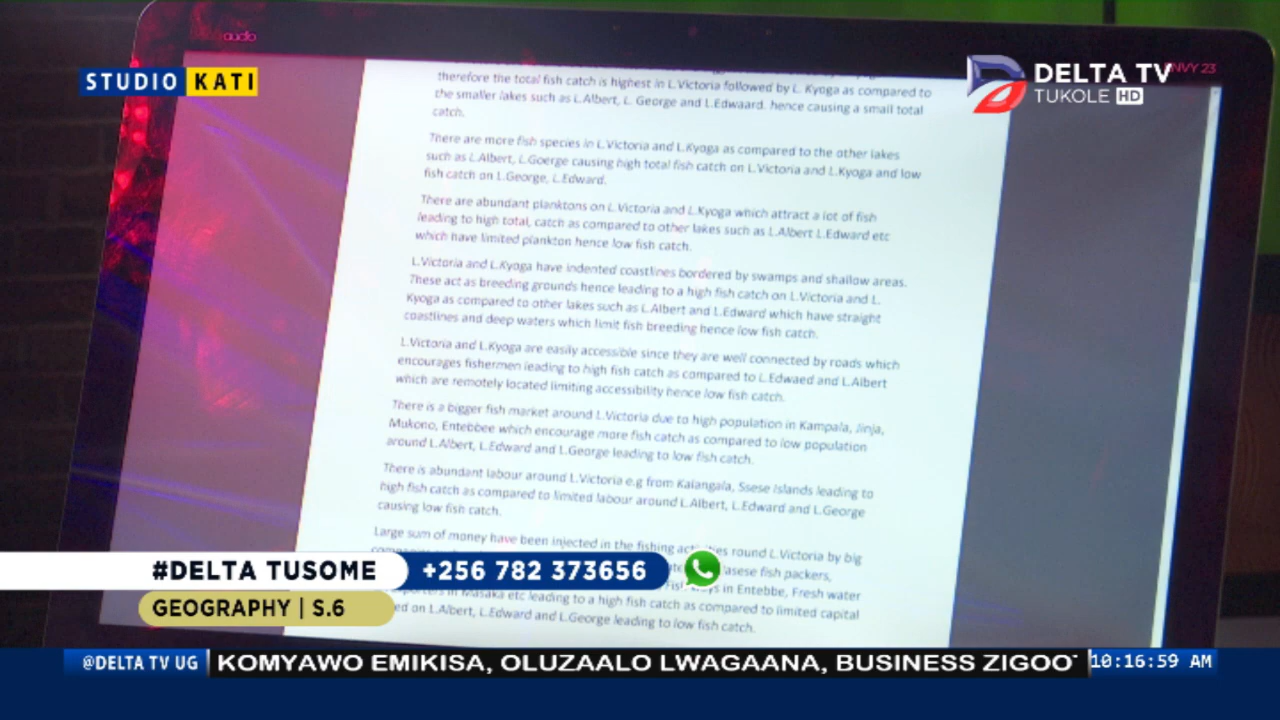 audio
STUDIO KATI
DELTA TV
TUKOLE HD
ENVY 23
therefore the total fish catch is highest in L.Victoria followed by L. Kyoga as compared to
the smaller lakes such as L.Albert, L. George and L.Edwaard. hence causing a small total
catch.
There are more fish species in L.Victoria and L.Kyoga as compared to the other lakes
such as L.Albert, L.Goerge causing high total fish catch on L.Victoria and L.Kyoga and low
fish catch on L.George, L.Edward.
There are abundant planktons on L.Victoria and L.Kyoga which attract a lot of fish
leading to high total, catch as compared to other lakes such as L.Albert L.Edward etc
which have limited plankton hence low fish catch.
L.Victoria and L.Kyoga have indented coastlines bordered by swamps and shallow areas.
These act as breeding grounds hence leading to a high fish catch on L.Victoria and L.
Kyoga as compared to other lakes such as L.Albert and L.Edward which have straight
coastlines and deep waters which limit fish breeding hence low fish catch.
L.Victoria and L.Kyoga are easily accessible since they are well connected by roads which
encourages fishermen leading to high fish catch as compared to L.Edwaed and L.Albert
which are remotely located limiting accessibility hence low fish catch.
There is a bigger fish market around L.Victoria due to high population in Kampala, Jinja,
Mukono, Entebbee which encourage more fish catch as compared to low population
around L.Albert, L.Edward and L.George leading to low fish catch.
There is abundant labour around L.Victoria e.g from Kalangala, Ssese Islands leading to
high fish catch as compared to limited labour around L.Albert, L.Edward and L.George
causing low fish catch.
Large sum of money have been injected in the fishing activities round L.Victoria by big
fish packers,
in Entebbe, Fresh water
in Masaka etc leading to a high fish catch as compared to limited capital
on L.Albert, L.Edward and L.George leading to low fish catch.
#DELTA TUSOME +256 782 373656
GEOGRAPHY | S.6
@DELTA TV UG KOMYAWO EMIKISA, OLUZAALO LWAGAANA, BUSINESS ZIGOO 10:16:59 AM